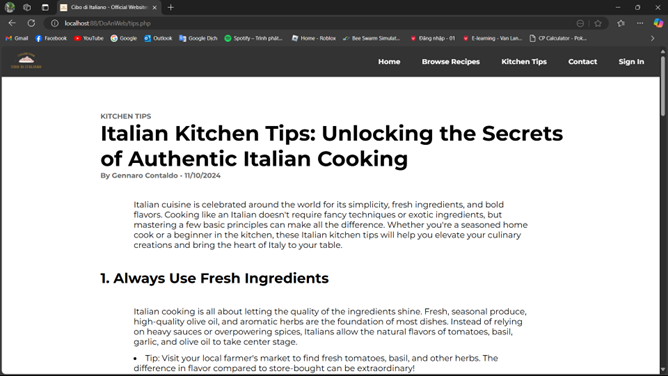 Cibo di Italiano - Official Website
localhost:88/DoAnWeb/tips.php
Gmail Facebook YouTube Google Outlook Google Dịch Spotify – Trình phát... Home - Roblox Bee Swarm Simulat... Đăng nhập - 01 E-learning - Van Lan... CP Calculator - Pok...
Home Browse Recipes Kitchen Tips Contact Sign In
KITCHEN TIPS
Italian Kitchen Tips: Unlocking the Secrets
of Authentic Italian Cooking
By Gennaro Contaldo - 11/10/2024
Italian cuisine is celebrated around the world for its simplicity, fresh ingredients, and bold
flavors. Cooking like an Italian doesn't require fancy techniques or exotic ingredients, but
mastering a few basic principles can make all the difference. Whether you're a seasoned home
cook or a beginner in the kitchen, these Italian kitchen tips will help you elevate your culinary
creations and bring the heart of Italy to your table.
1. Always Use Fresh Ingredients
Italian cooking is all about letting the quality of the ingredients shine. Fresh, seasonal produce,
high-quality olive oil, and aromatic herbs are the foundation of most dishes. Instead of relying
on heavy sauces or overpowering spices, Italians allow the natural flavors of tomatoes, basil,
garlic, and olive oil to take center stage.
• Tip: Visit your local farmer's market to find fresh tomatoes, basil, and other herbs. The
difference in flavor compared to store-bought can be extraordinary!